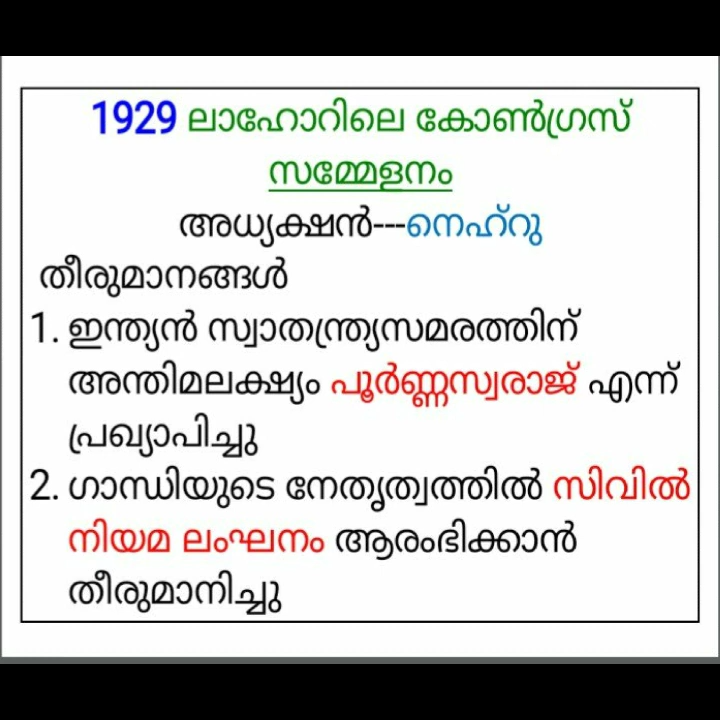 1929 ലാഹോറിലെ കോൺഗ്രസ്
സമ്മേളനം
അധ്യക്ഷൻ---നെഹ്റു
തീരുമാനങ്ങൾ
1. ഇന്ത്യൻ സ്വാതന്ത്ര്യസമരത്തിന്
അന്തിമലക്ഷ്യം പൂർണ്ണസ്വരാജ് എന്ന്
പ്രഖ്യാപിച്ചു
2. ഗാന്ധിയുടെ നേതൃത്വത്തിൽ സിവിൽ
നിയമ ലംഘനം ആരംഭിക്കാൻ
തീരുമാനിച്ചു